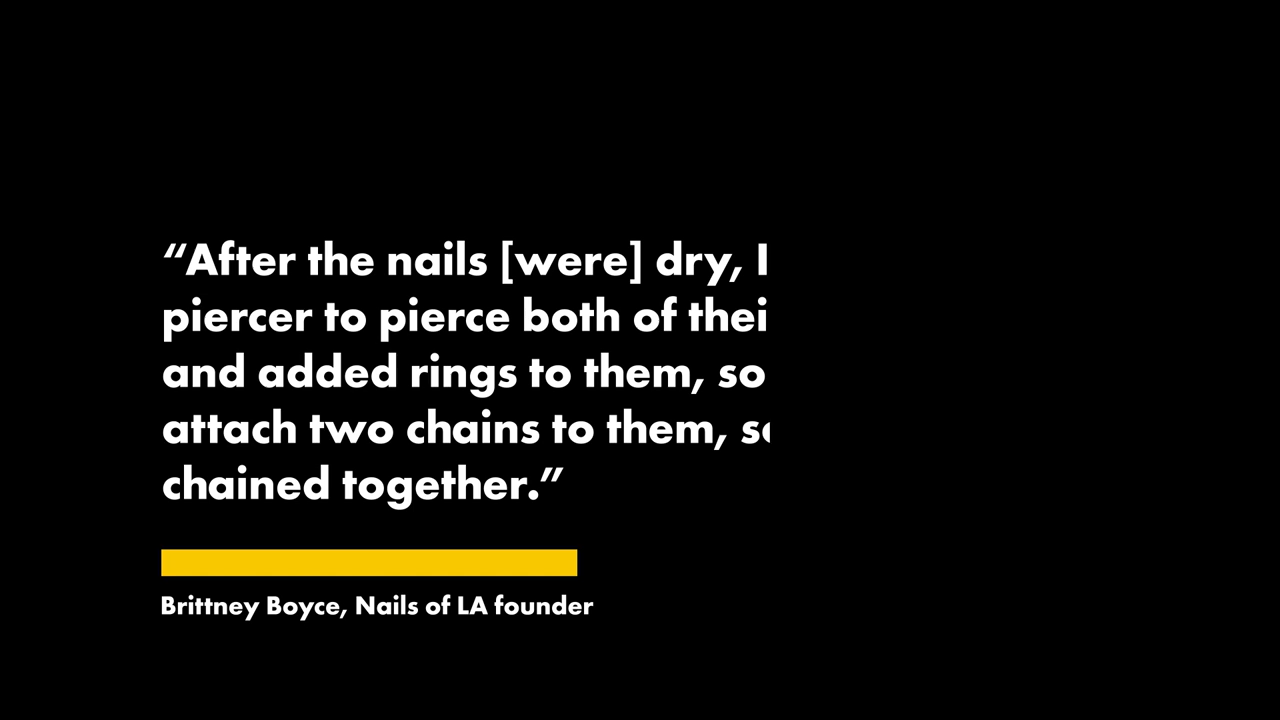 “After the nails [were] dry, I
piercer to pierce both of
and added rings to them, so
attach two chains to them,
chained together.”
Brittney Boyce, Nails of LA founder